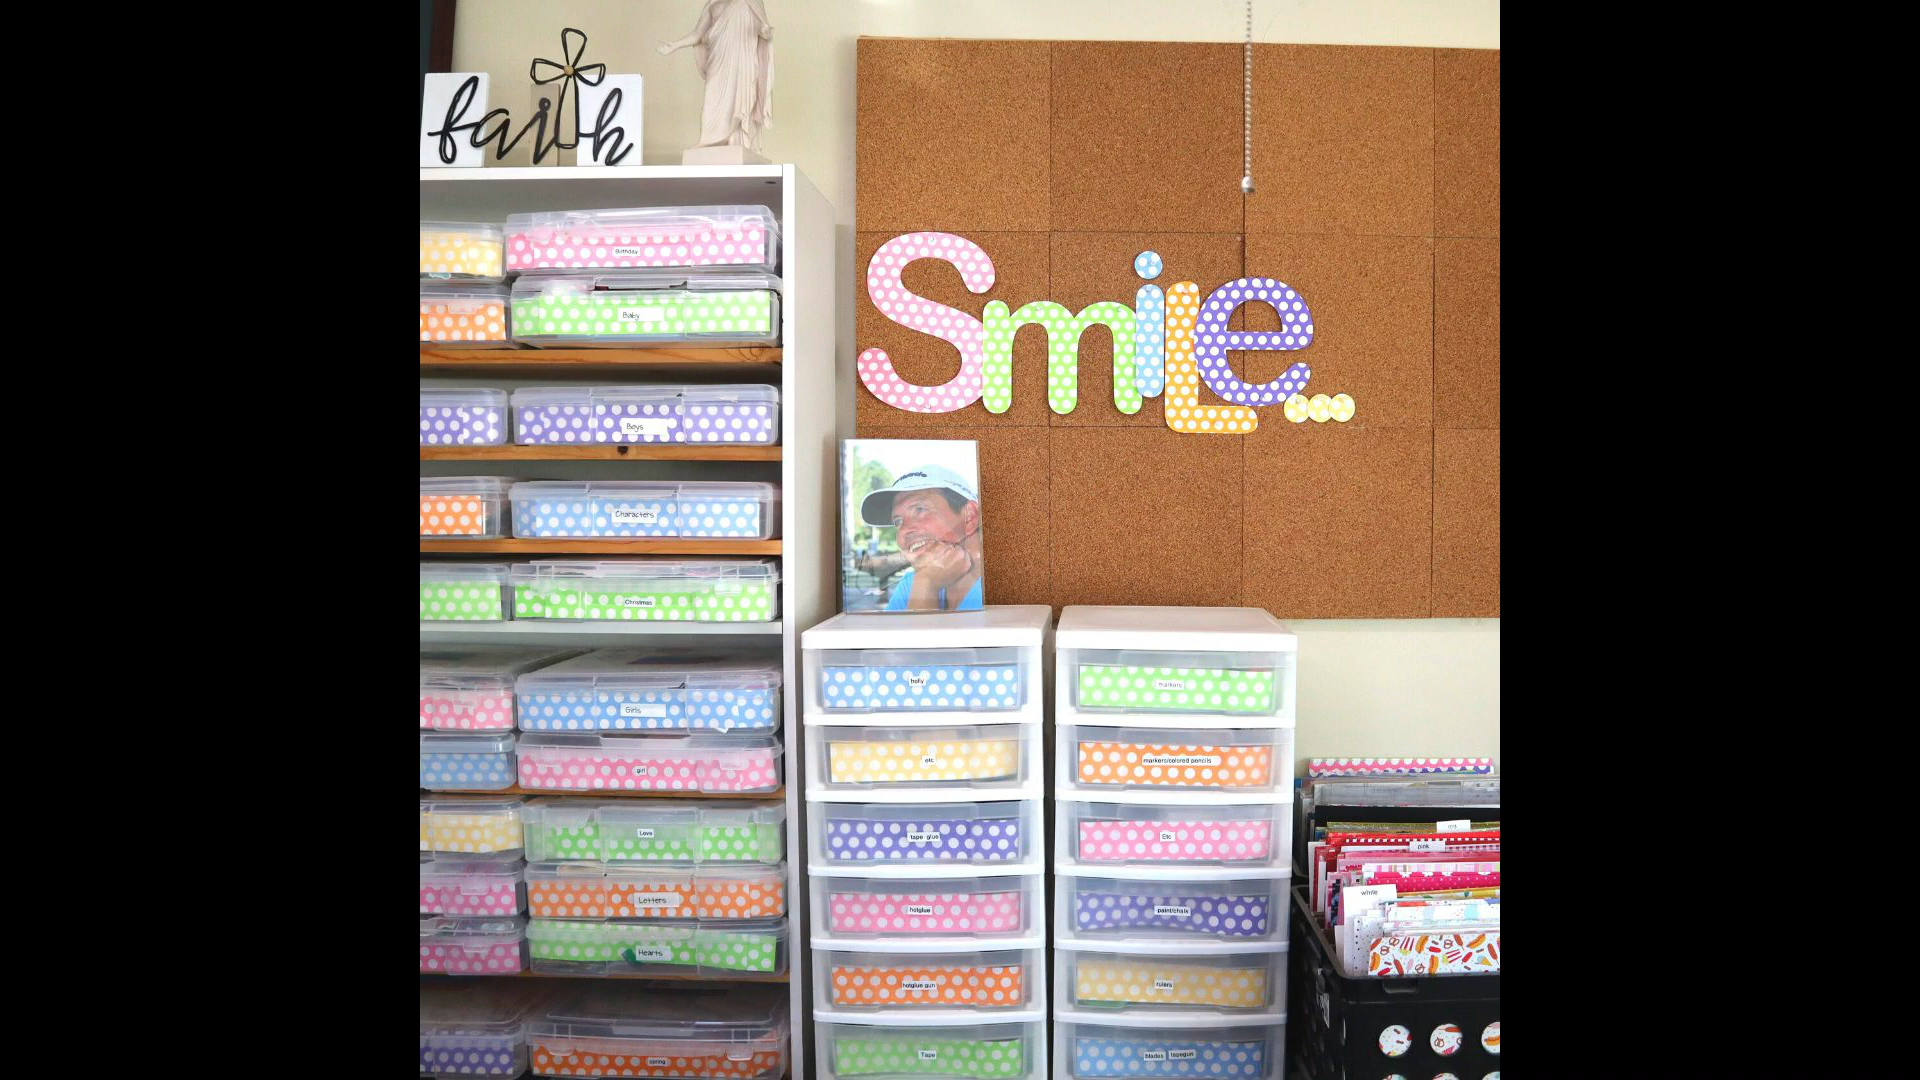 faith
Birthday
Baby
Boys
Characters
Christmas
Girls
girl
Love
Letters
Hearts
spring
SmiLe...
holly
etc
tape glue
hotglue
hotglue gun
Tape
markers
markers/colored pencils
Etc
paint/chalk
rulers
blades tapegun
pink
white